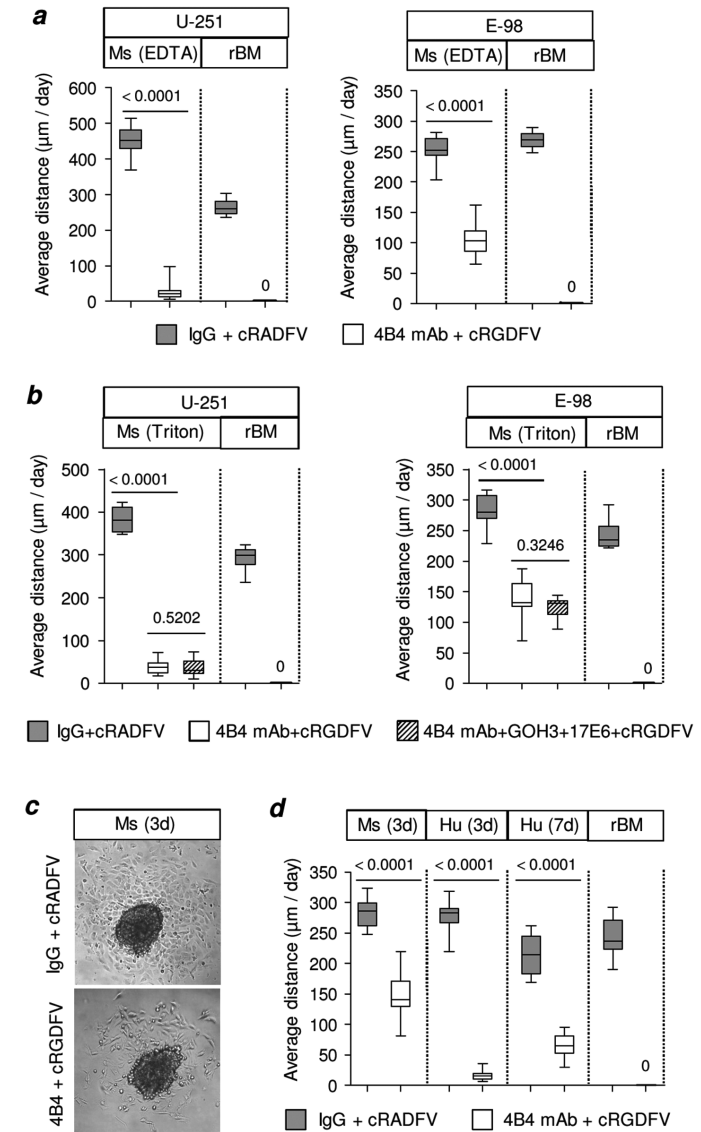 a
U-251
Ms (EDTA) rBM
Average distance (µm / day)
600
500
400
300
200
100
0
< 0.0001
0
E-98
Ms (EDTA) rBM
Average distance (µm / day)
350
300
250
200
150
100
50
0
< 0.0001
0
IgG + cRADFV 4B4 mAb + cRGDFV
b
U-251
Ms (Triton) rBM
Average distance (µm / day)
500
400
300
200
100
0
< 0.0001
0.5202
0
E-98
Ms (Triton) rBM
Average distance (µm / day)
350
300
250
200
150
100
50
0
< 0.0001
0.3246
0
IgG+cRADFV 4B4 mAb+cRGDFV 4B4 mAb+GOH3+17E6+cRGDFV
c
Ms (3d)
IgG + cRADFV
4B4 + cRGDFV
d
Ms (3d) Hu (3d) Hu (7d) rBM
Average distance (µm / day)
350
300
250
200
150
100
50
0
< 0.0001 < 0.0001 < 0.0001
0
IgG + cRADFV 4B4 mAb + cRGDFV